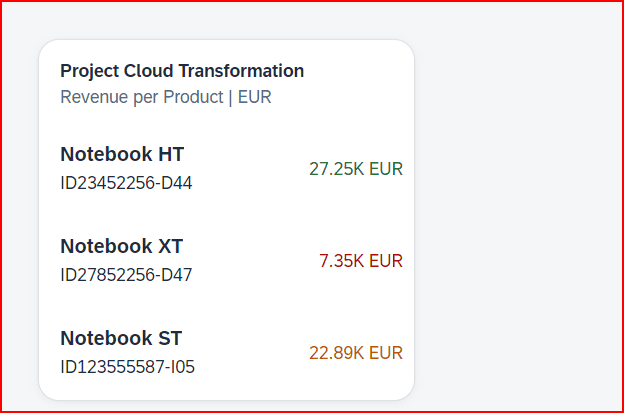 Project Cloud Transformation
Revenue per Product | EUR
Notebook HT
ID23452256-D44
27.25K EUR
Notebook XT
ID27852256-D47
7.35K EUR
Notebook ST
ID123555587-I05
22.89K EUR